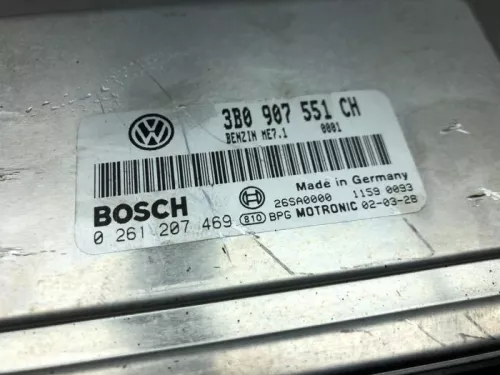 3B0 907 551 CH
BENZIN ME7.1 0001
Made in Germany
BOSCH 26SA0000 1159 0093
0 261 207 469 810 BPG MOTRONIC 02-03-28